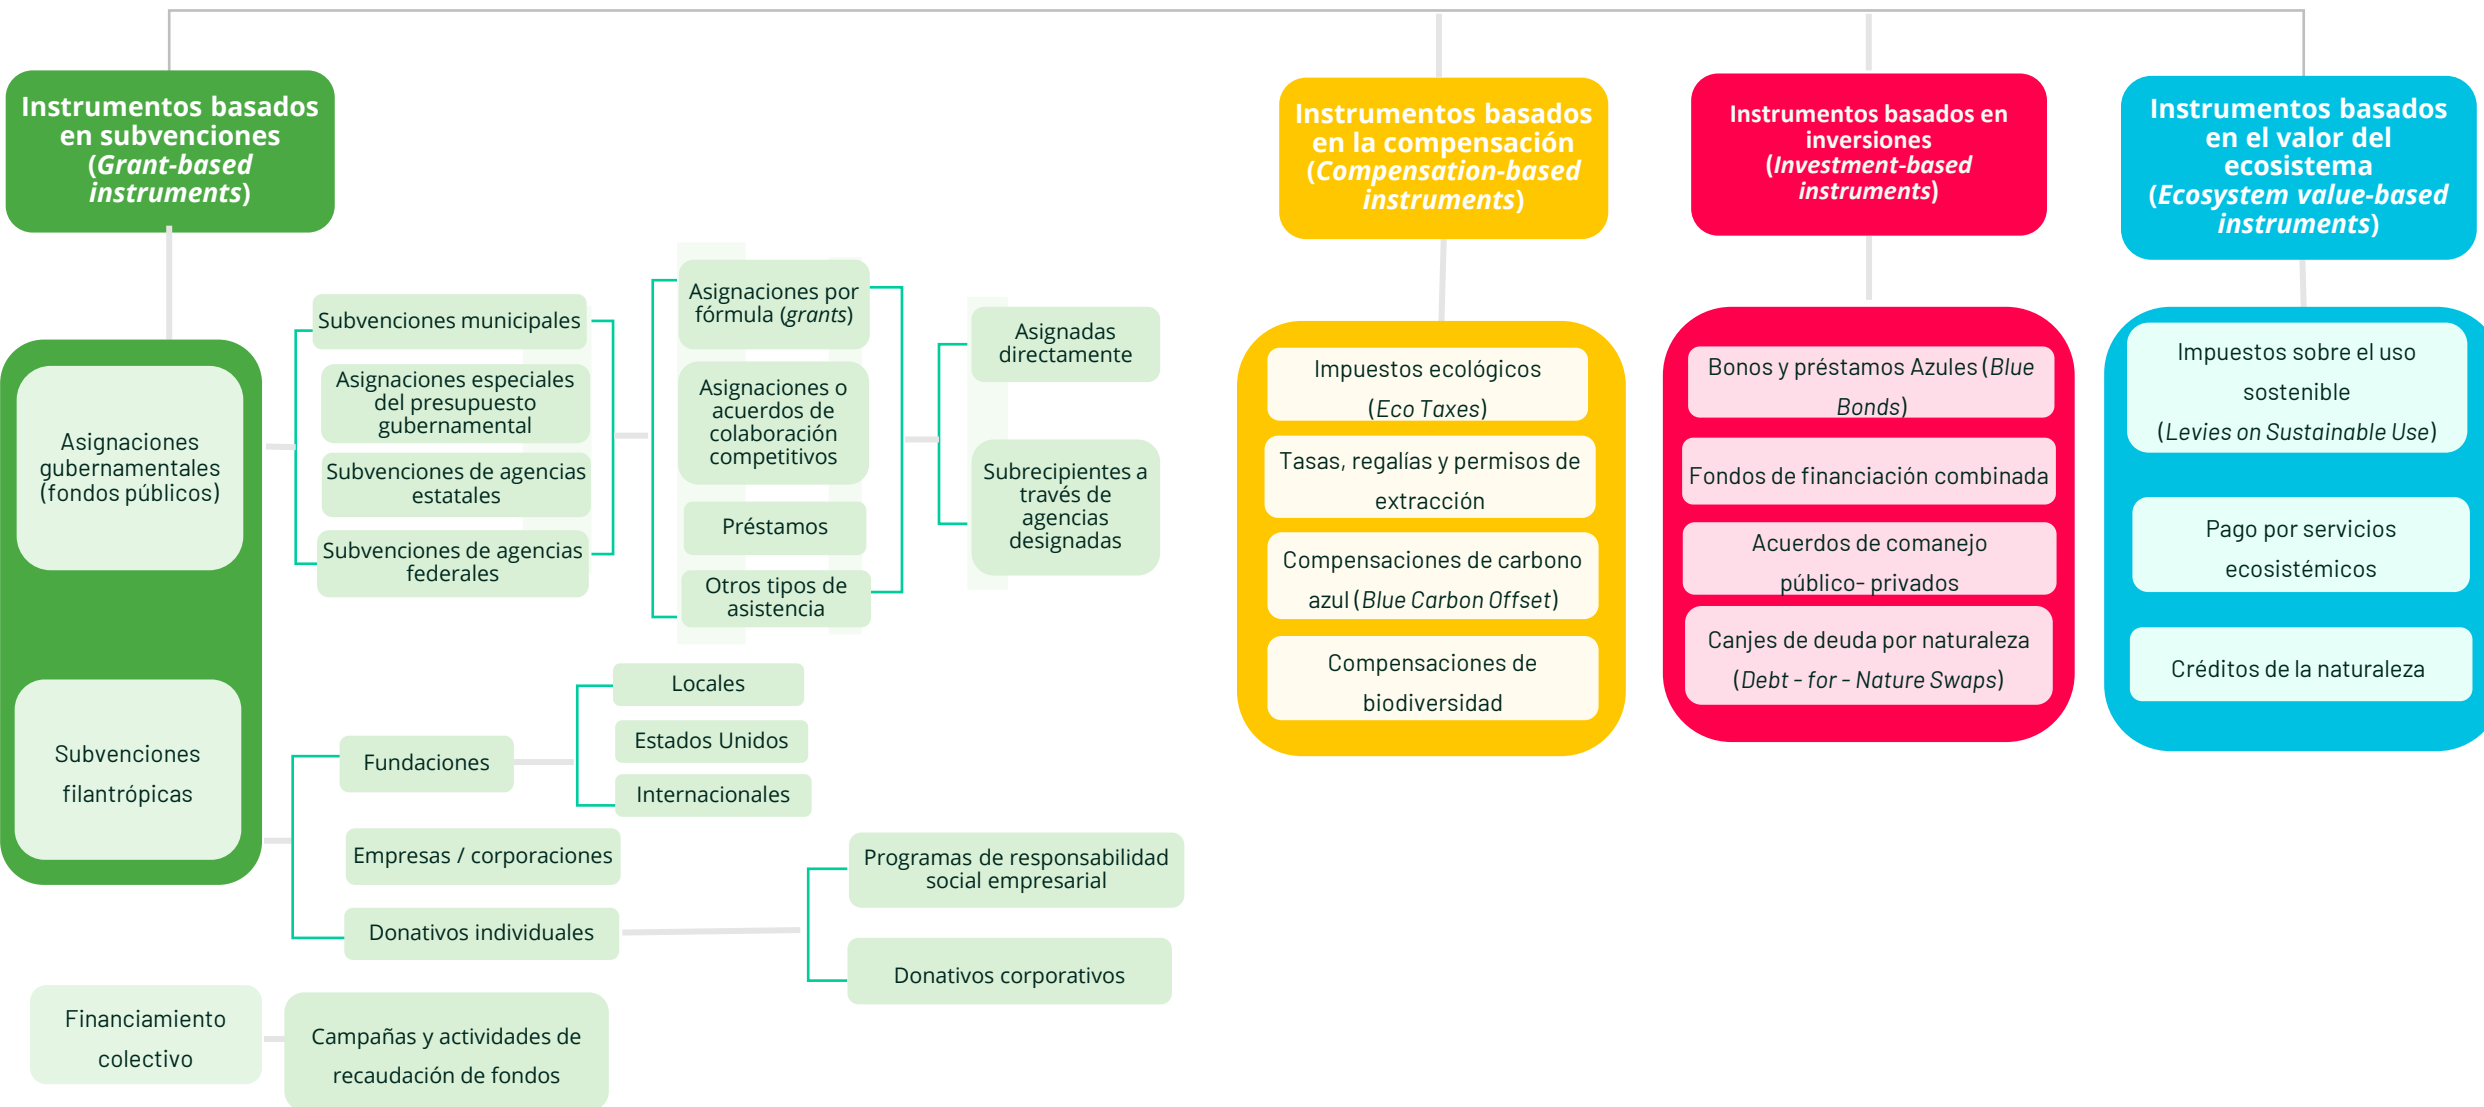 Instrumentos basados
en subvenciones
(Grant-based
instruments)
Asignaciones
gubernamentales
(fondos públicos)
Subvenciones
filantrópicas
Subvenciones municipales
Asignaciones especiales
del presupuesto
gubernamental
Subvenciones de agencias
estatales
Subvenciones de agencias
federales
Asignaciones por
fórmula (grants)
Asignaciones o
acuerdos de
colaboración
competitivos
Préstamos
Otros tipos de
asistencia
Asignadas
directamente
Subrecipientes a
través de
agencias
designadas
Fundaciones
Locales
Estados Unidos
Internacionales
Empresas / corporaciones
Donativos individuales
Programas de responsabilidad
social empresarial
Donativos corporativos
Financiamiento
colectivo
Campañas y actividades de
recaudación de fondos
Instrumentos basados
en la compensación
(Compensation-based
instruments)
Impuestos ecológicos
(Eco Taxes)
Tasas, regalías y permisos de
extracción
Compensaciones de carbono
azul (Blue Carbon Offset)
Compensaciones de
biodiversidad
Instrumentos basados en
inversiones
(Investment-based
instruments)
Bonos y préstamos Azules (Blue
Bonds)
Fondos de financiación combinada
Acuerdos de comanejo
público- privados
Canjes de deuda por naturaleza
(Debt - for - Nature Swaps)
Instrumentos basados
en el valor del
ecosistema
(Ecosystem value-based
instruments)
Impuestos sobre el uso
sostenible
(Levies on Sustainable Use)
Pago por servicios
ecosistémicos
Créditos de la naturaleza